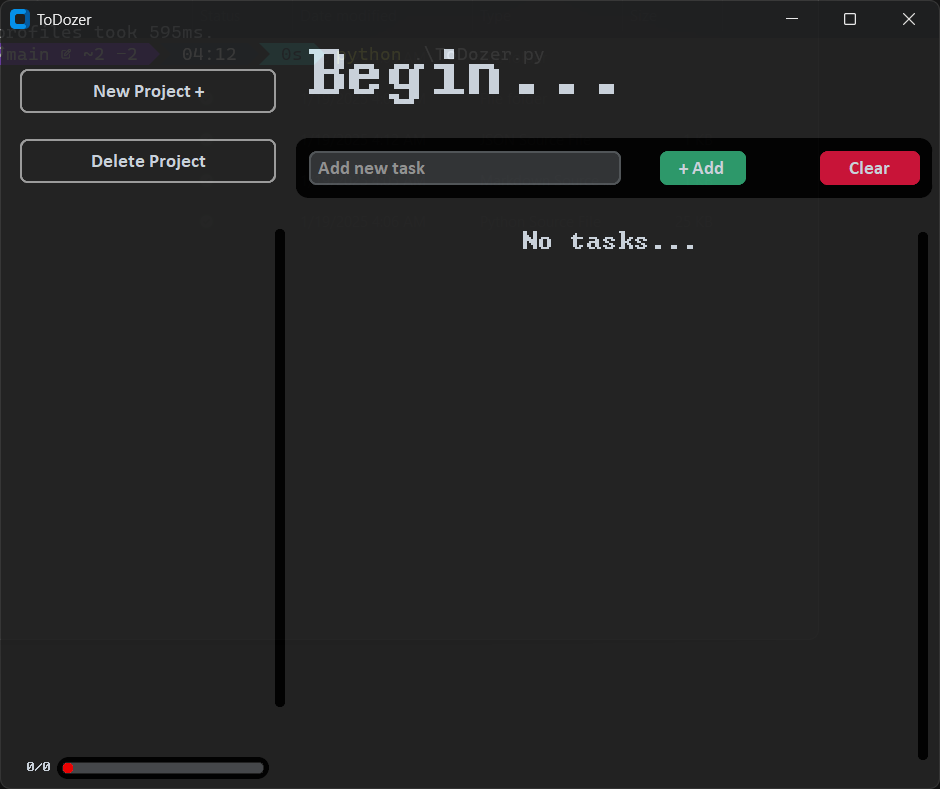 ToDozer
profiles took 595ms.
main ~2 -2 04:12 0s python .\ToDozer.py
Begin...
New Project +
Delete Project
Add new task
+ Add
Clear
No tasks...
0/0